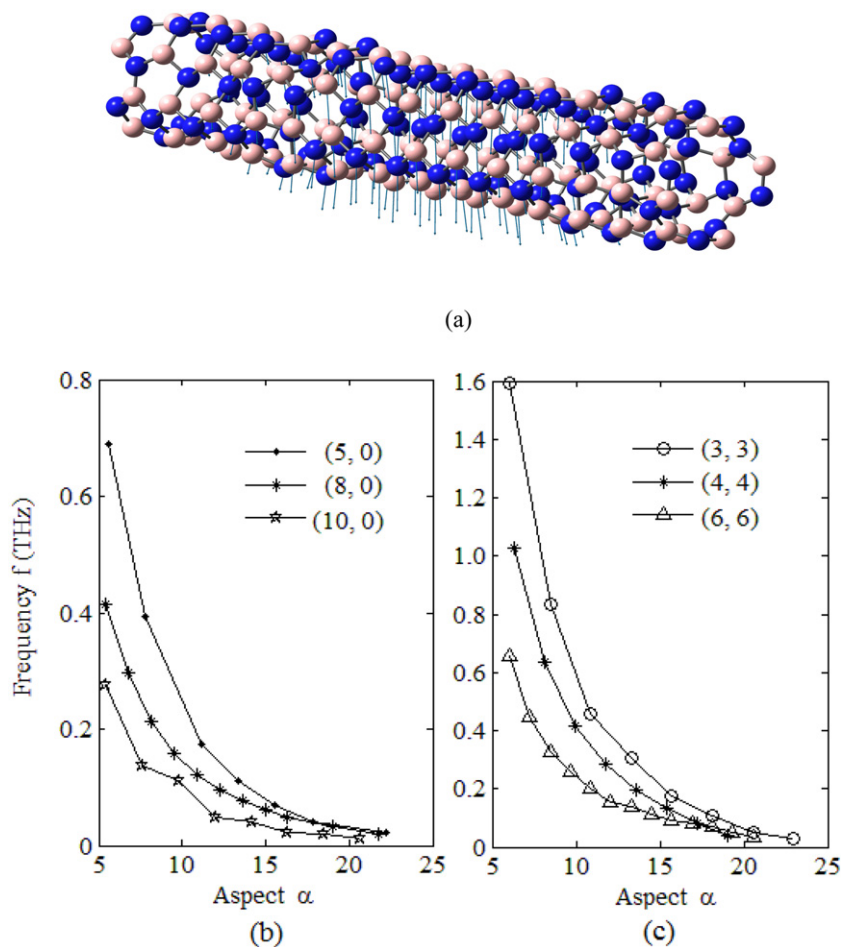 (a)
0.8
0.6
0.4
0.2
0
Frequency f (THz)
(5, 0)
(8, 0)
(10, 0)
5 10 15 20 25
Aspect α
(b)
1.6
1.4
1.2
1.0
0.8
0.6
0.4
0.2
0
(3, 3)
(4, 4)
(6, 6)
5 10 15 20 25
Aspect α
(c)